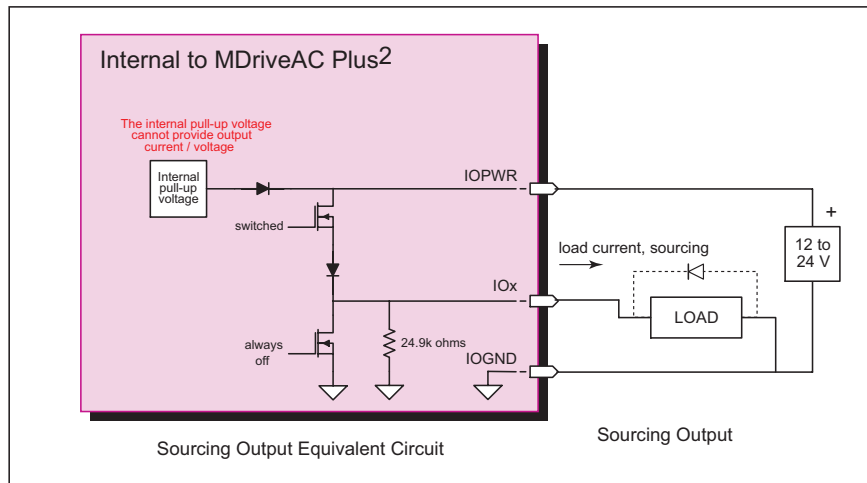 Internal to MDriveAC Plus2
The internal pull-up voltage
cannot provide output
current / voltage
Internal
pull-up
voltage
IOPWR
switched
+
12 to
24 V
load current, sourcing
IOx
LOAD
always
off
24.9k ohms
IOGND
Sourcing Output Equivalent Circuit
Sourcing Output